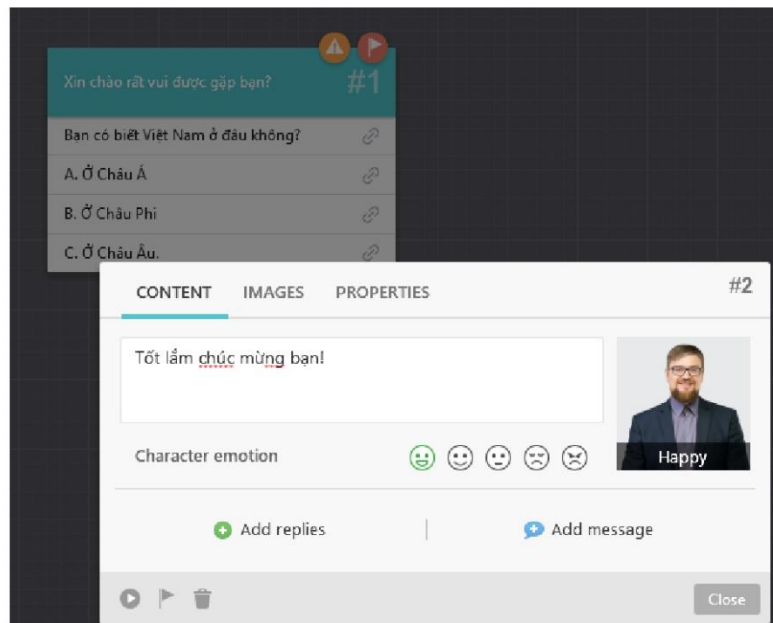 Xin chào rất vui được gặp bạn?
#1
Bạn có biết Việt Nam ở đâu không?
A. Ở Châu Á
B. Ở Châu Phi
C. Ở Châu Âu.
CONTENT IMAGES PROPERTIES #2
Tốt lắm chúc mừng bạn!
Character emotion
Happy
Add replies Add message
Close